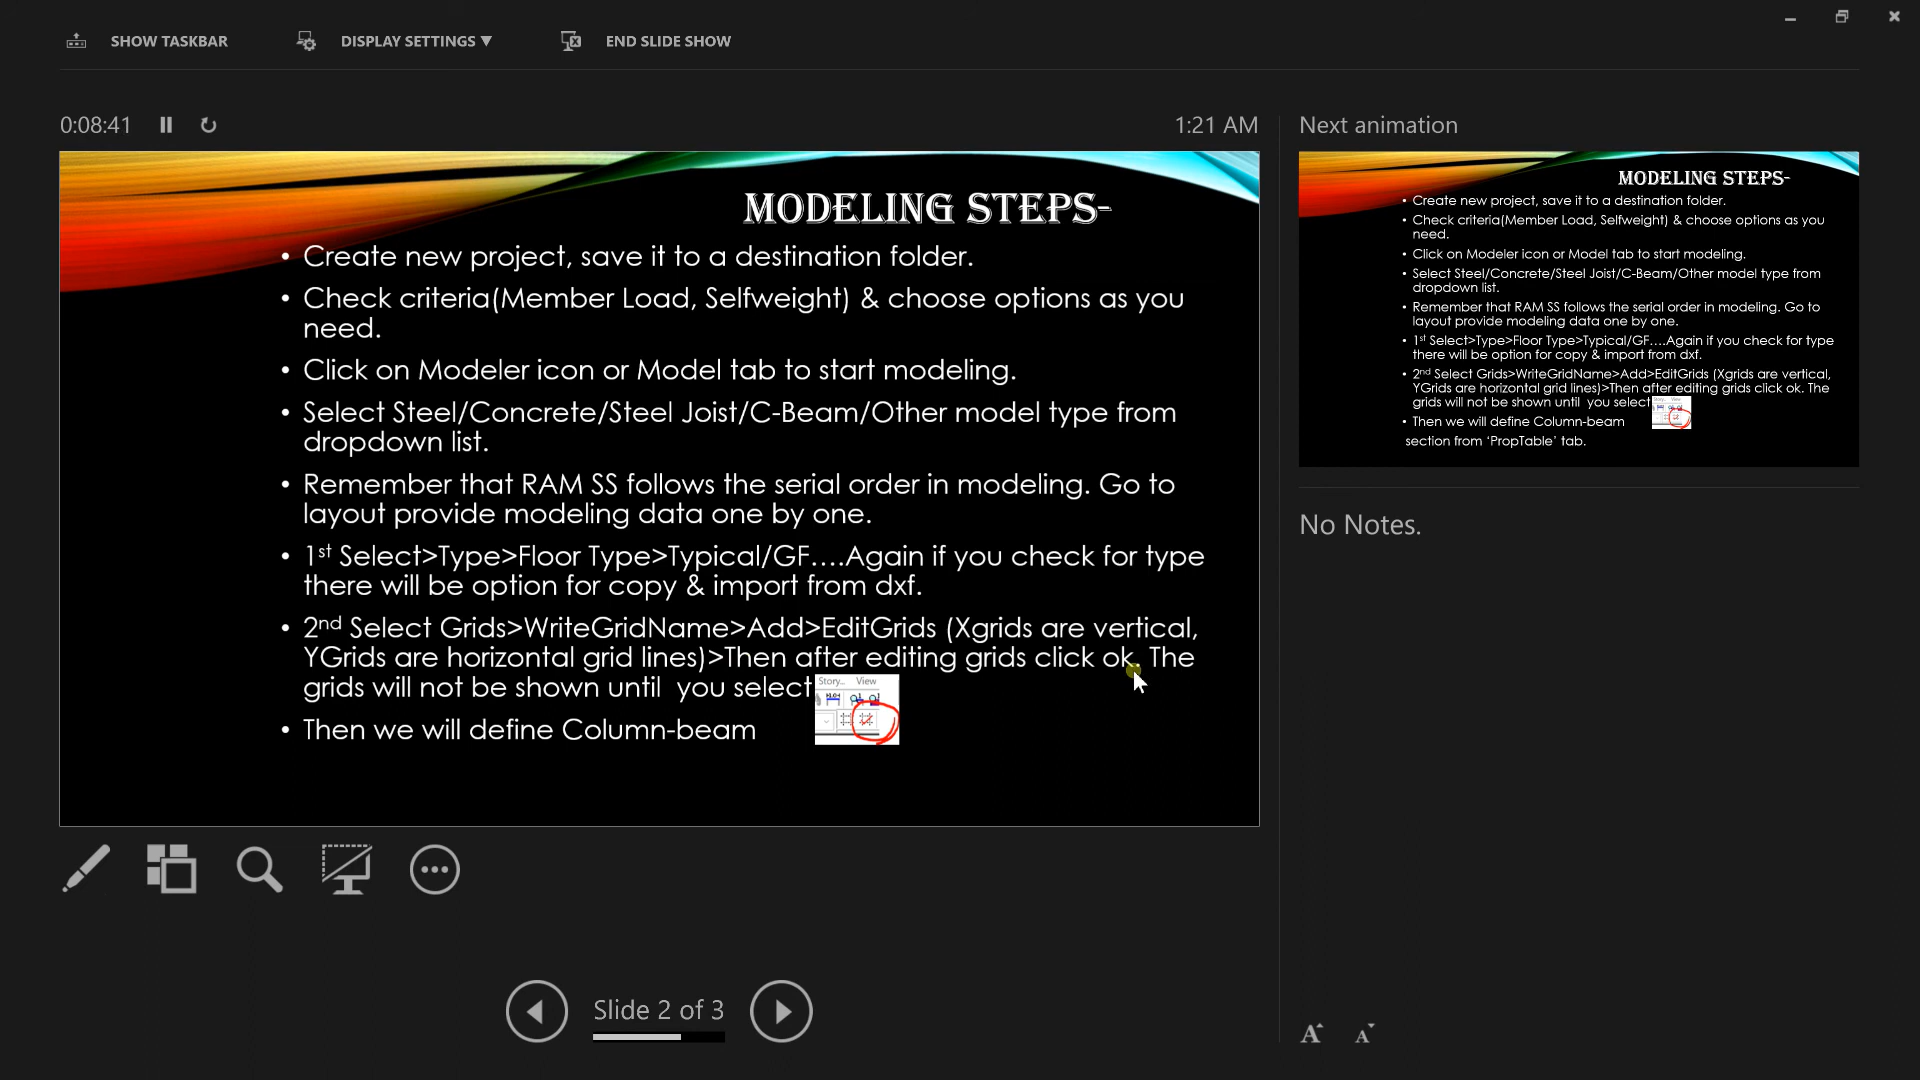 SHOW TASKBAR
DISPLAY SETTINGS ▼
END SLIDE SHOW
0:08:41
1:21 AM
MODELING STEPS-
• Create new project, save it to a destination folder.
• Check criteria(Member Load, Selfweight) & choose options as you
need.
• Click on Modeler icon or Model tab to start modeling.
• Select Steel/Concrete/Steel Joist/C-Beam/Other model type from
dropdown list.
• Remember that RAM SS follows the serial order in modeling. Go to
layout provide modeling data one by one.
• 1st Select>Type>Floor Type>Typical/GF....Again if you check for type
there will be option for copy & import from dxf.
• 2nd Select Grids>WriteGridName>Add>EditGrids (Xgrids are vertical,
YGrids are horizontal grid lines)>Then after editing grids click ok. The
grids will not be shown until you select
Story... View
• Then we will define Column-beam
Next animation
MODELING STEPS-
• Create new project, save it to a destination folder.
• Check criteria(Member Load, Selfweight) & choose options as you
need.
• Click on Modeler icon or Model tab to start modeling.
• Select Steel/Concrete/Steel Joist/C-Beam/Other model type from
dropdown list.
• Remember that RAM SS follows the serial order in modeling. Go to
layout provide modeling data one by one.
• 1st Select>Type>Floor Type>Typical/GF....Again if you check for type
there will be option for copy & import from dxf.
• 2nd Select Grids>WriteGridName>Add>EditGrids (Xgrids are vertical,
YGrids are horizontal grid lines)>Then after editing grids click ok. The
grids will not be shown until you select
Story... View
• Then we will define Column-beam
section from ‘PropTable’ tab.
No Notes.
Slide 2 of 3
A A